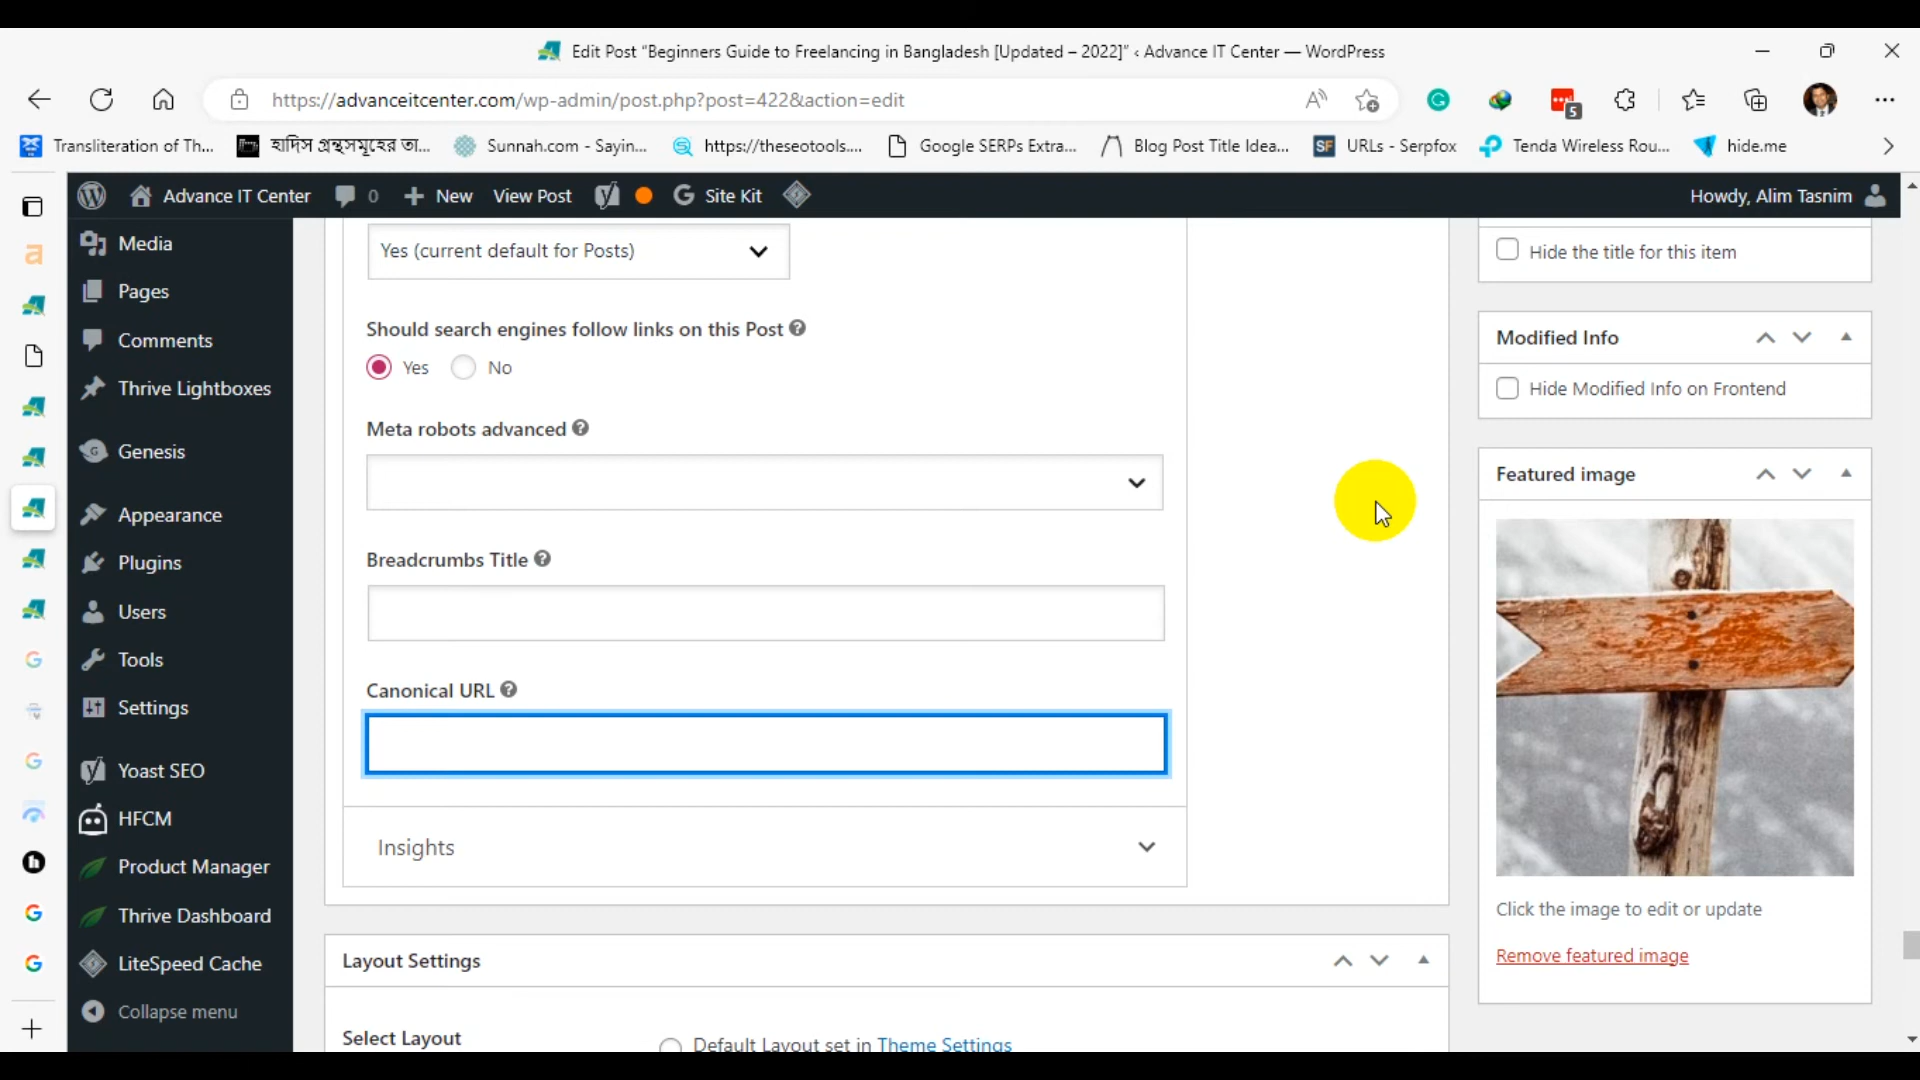 Edit Post “Beginners Guide to Freelancing in Bangladesh [Updated – 2022]” ‹ Advance IT Center — WordPress
https://advanceitcenter.com/wp-admin/post.php?post=422&action=edit
5
Transliteration of Th...
হাদিস গ্রন্থসমূহের তা...
Sunnah.com - Sayin...
https://theseotools....
Google SERPs Extra...
Blog Post Title Idea...
SF
URLs - Serpfox
Tenda Wireless Rou...
hide.me
Advance IT Center
0
New
View Post
Site Kit
Howdy, Alim Tasnim
Media
Pages
Comments
Thrive Lightboxes
Genesis
Appearance
Plugins
Users
Tools
Settings
Yoast SEO
HFCM
Product Manager
Thrive Dashboard
LiteSpeed Cache
Collapse menu
Yes (current default for Posts)
Should search engines follow links on this Post
Yes
No
Meta robots advanced
Breadcrumbs Title
Canonical URL
Insights
Layout Settings
Select Layout
Default Layout set in Theme Settings
Hide the title for this item
Modified Info
Hide Modified Info on Frontend
Featured image
Click the image to edit or update
Remove featured image